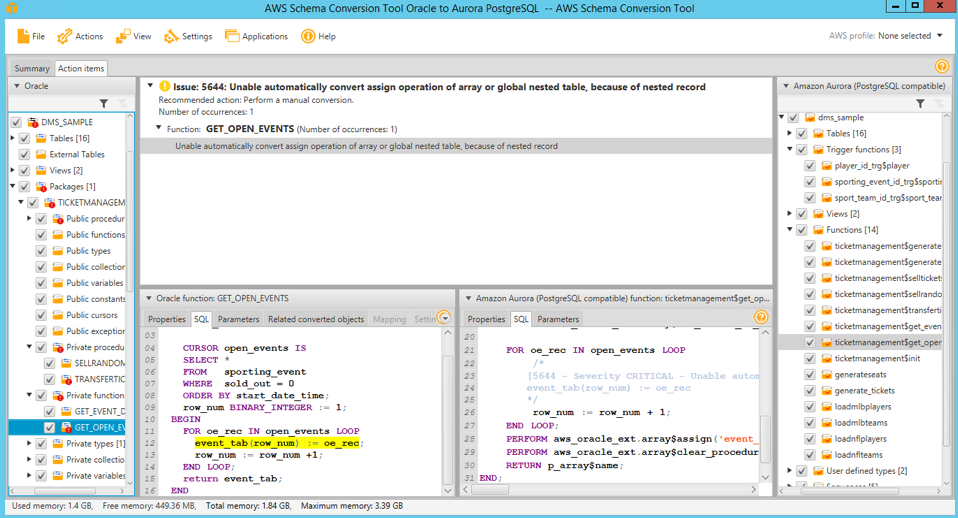 AWS Schema Conversion Tool Oracle to Aurora PostgreSQL -- AWS Schema Conversion Tool
File Actions View Settings Applications Help AWS profile: None selected
Summary Action items
Oracle
DMS_SAMPLE
Tables [16]
External Tables
Views [2]
Packages [1]
TICKETMANAGEM
Public procedur
Public functions
Public types
Public collection
Public variables
Public constants
Public cursors
Public exception
Private procedu
SELLRANDOM
TRANSFERTIC
Private function
GET_EVENT_D
GET_OPEN_EV
Private types [1]
Private collectio
Private variables
Issue: 5644: Unable automatically convert assign operation of array or global nested table, because of nested record
Recommended action: Perform a manual conversion.
Number of occurrences: 1
Function: GET_OPEN_EVENTS (Number of occurrences: 1)
Unable automatically convert assign operation of array or global nested table, because of nested record
Oracle function: GET_OPEN_EVENTS
Properties SQL Parameters Related converted objects Mapping Settin
03
04 CURSOR open_events IS
05 SELECT *
06 FROM sporting_event
07 WHERE sold_out = 0
08 ORDER BY start_date_time;
09 row_num BINARY_INTEGER := 1;
10 BEGIN
11 FOR oe_rec IN open_events LOOP
12 event_tab(row_num) := oe_rec;
13 row_num := row_num +1;
14 END LOOP;
15 return event_tab;
16 END
Amazon Aurora (PostgreSQL compatible) function: ticketmanagement$get_op...
Properties SQL Parameters
20
21 FOR oe_rec IN open_events LOOP
22 /*
23 [5644 - Severity CRITICAL - Unable autom
24 event_tab(row_num) := oe_rec
25 */
26 row_num := row_num + 1;
27 END LOOP;
28 PERFORM aws_oracle_ext.array$assign('event_
29 PERFORM aws_oracle_ext.array$clear_procedur
30 RETURN p_array$name;
31 END;
Amazon Aurora (PostgreSQL compatible)
dms_sample
Tables [16]
Trigger functions [3]
player_id_trg$player
sporting_event_id_trg$sportin
sport_team_id_trg$sport_team
Views [2]
Functions [14]
ticketmanagement$generate
ticketmanagement$generate
ticketmanagement$selltickets
ticketmanagement$sellrando
ticketmanagement$transferti
ticketmanagement$get_even
ticketmanagement$get_oper
ticketmanagement$init
generateseats
generate_tickets
loadmlbplayers
loadmlbteams
loadnflplayers
loadnflteams
User defined types [2]
Used memory: 1.4 GB, Free memory: 449.36 MB, Total memory: 1.84 GB, Maximum memory: 3.39 GB